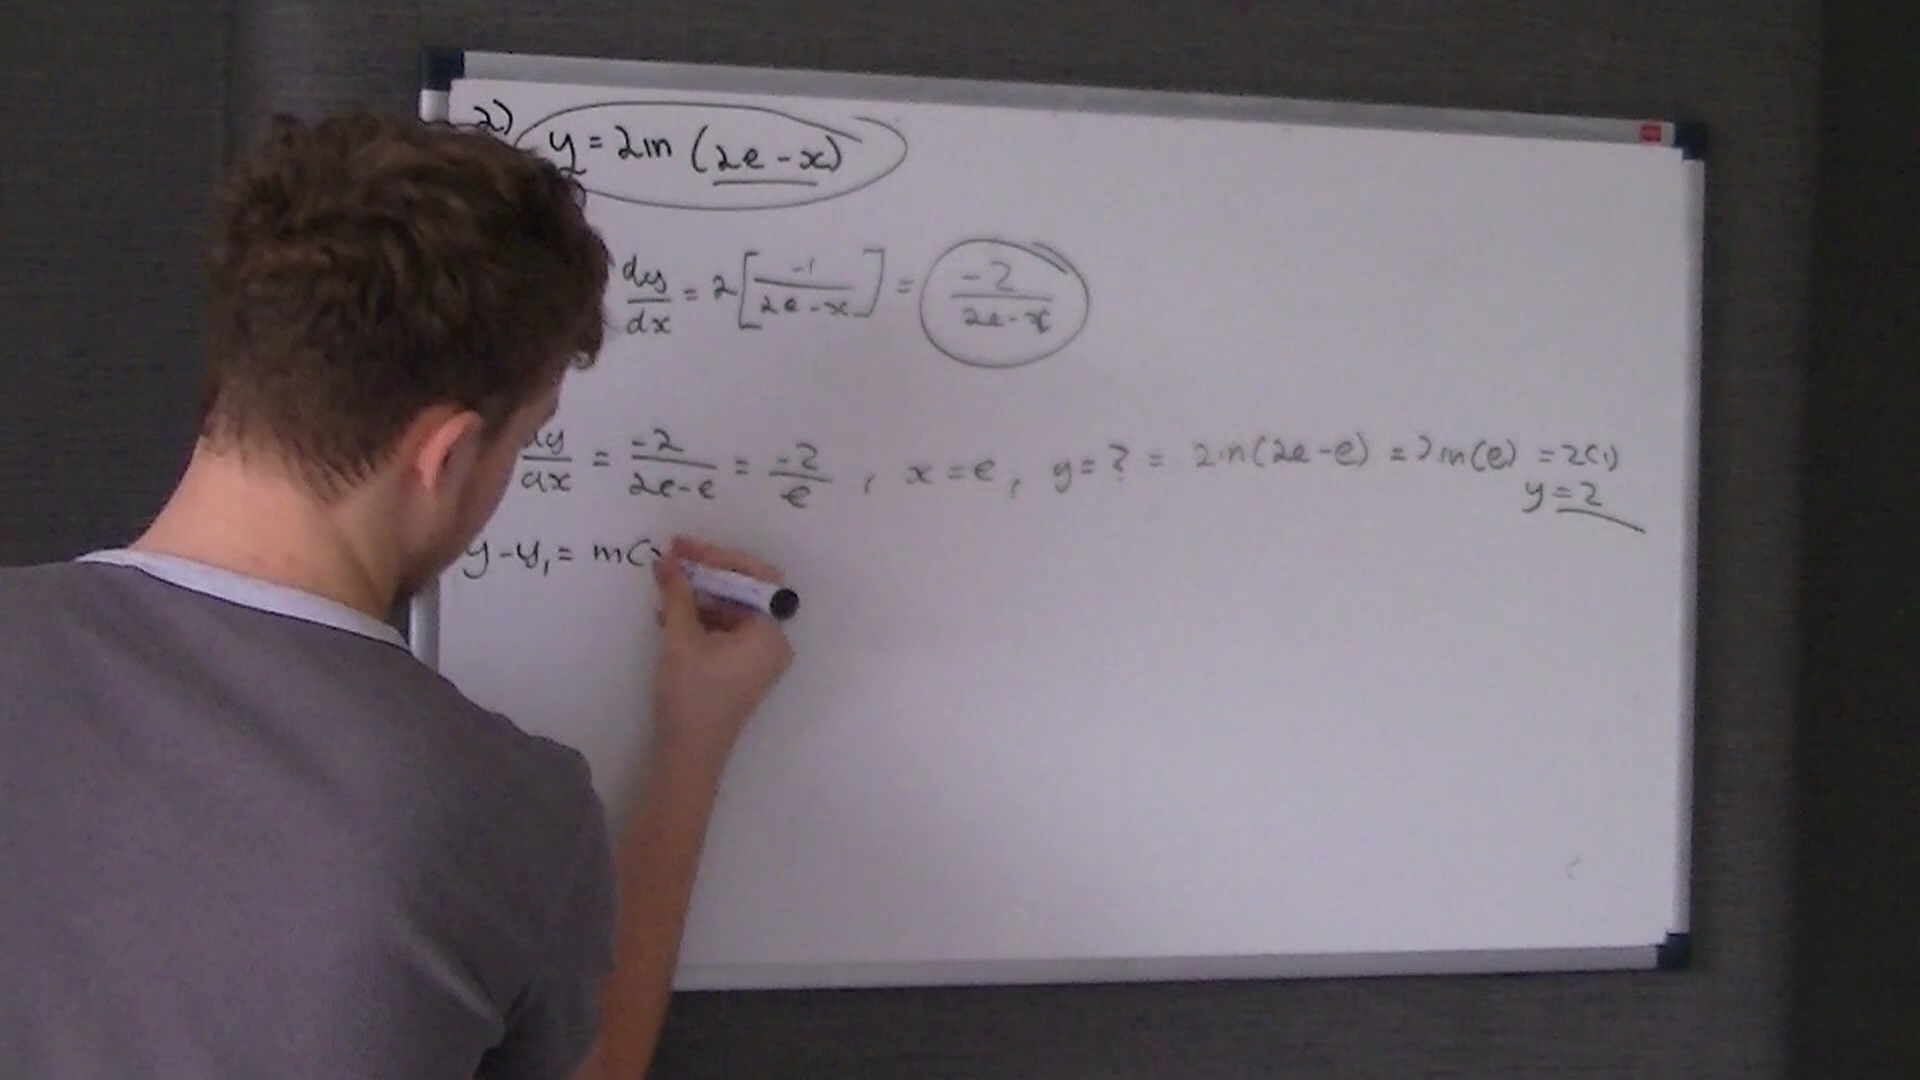 2) y = 2ln (2e - x)
dy/dx = 2[-1/(2e - x)] = -2/(2e - x)
dy/dx = -2/(2e - e) = -2/e , x = e , y = ? = 2ln(2e - e) = 2ln(e) = 2(1)
y = 2
y - y₁ = m(x